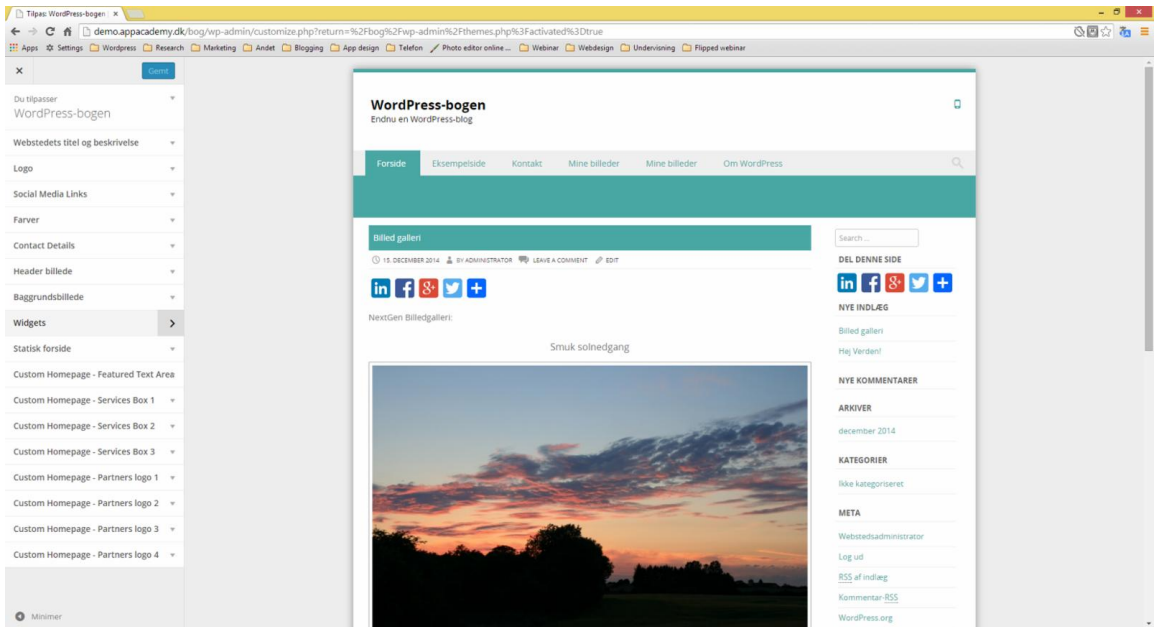 Tilpas: WordPress-bogen
demo.appacademy.dk/bog/wp-admin/customize.php?return=%2Fbog%2Fwp-admin%2Fthemes.php%3Factivated%3Dtrue
Apps Settings Wordpress Research Marketing Andet Blogging App design Telefon Photo editor online ... Webinar Webdesign Undervisning Flipped webinar
Gemt
Du tilpasser
WordPress-bogen
Webstedets titel og beskrivelse
Logo
Social Media Links
Farver
Contact Details
Header billede
Baggrundsbillede
Widgets
Statisk forside
Custom Homepage - Featured Text Area
Custom Homepage - Services Box 1
Custom Homepage - Services Box 2
Custom Homepage - Services Box 3
Custom Homepage - Partners logo 1
Custom Homepage - Partners logo 2
Custom Homepage - Partners logo 3
Custom Homepage - Partners logo 4
Minimer
WordPress-bogen
Endnu en WordPress-blog
Forside Eksempelside Kontakt Mine billeder Mine billeder Om WordPress
Billed galleri
15. DECEMBER 2014 BY ADMINISTRATOR LEAVE A COMMENT EDIT
NextGen Billedgalleri:
Smuk solnedgang
Search ...
DEL DENNE SIDE
NYE INDLÆG
Billed galleri
Hej Verden!
NYE KOMMENTARER
ARKIVER
december 2014
KATEGORIER
Ikke kategoriseret
META
Webstedsadministrator
Log ud
RSS af indlæg
Kommentar-RSS
WordPress.org